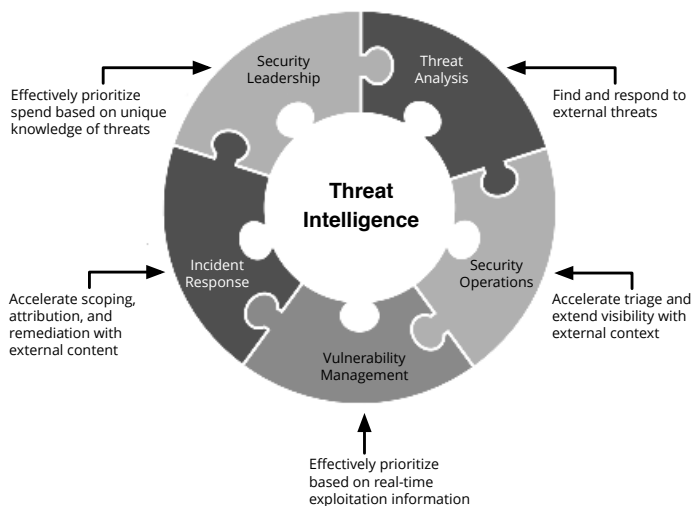 Security
Leadership
Threat
Analysis
Effectively prioritize
spend based on unique
knowledge of threats
Find and respond to
external threats
Threat
Intelligence
Incident
Response
Security
Operations
Accelerate scoping,
attribution, and
remediation with
external content
Accelerate triage and
extend visibility with
external context
Vulnerability
Management
Effectively prioritize
based on real-time
exploitation information